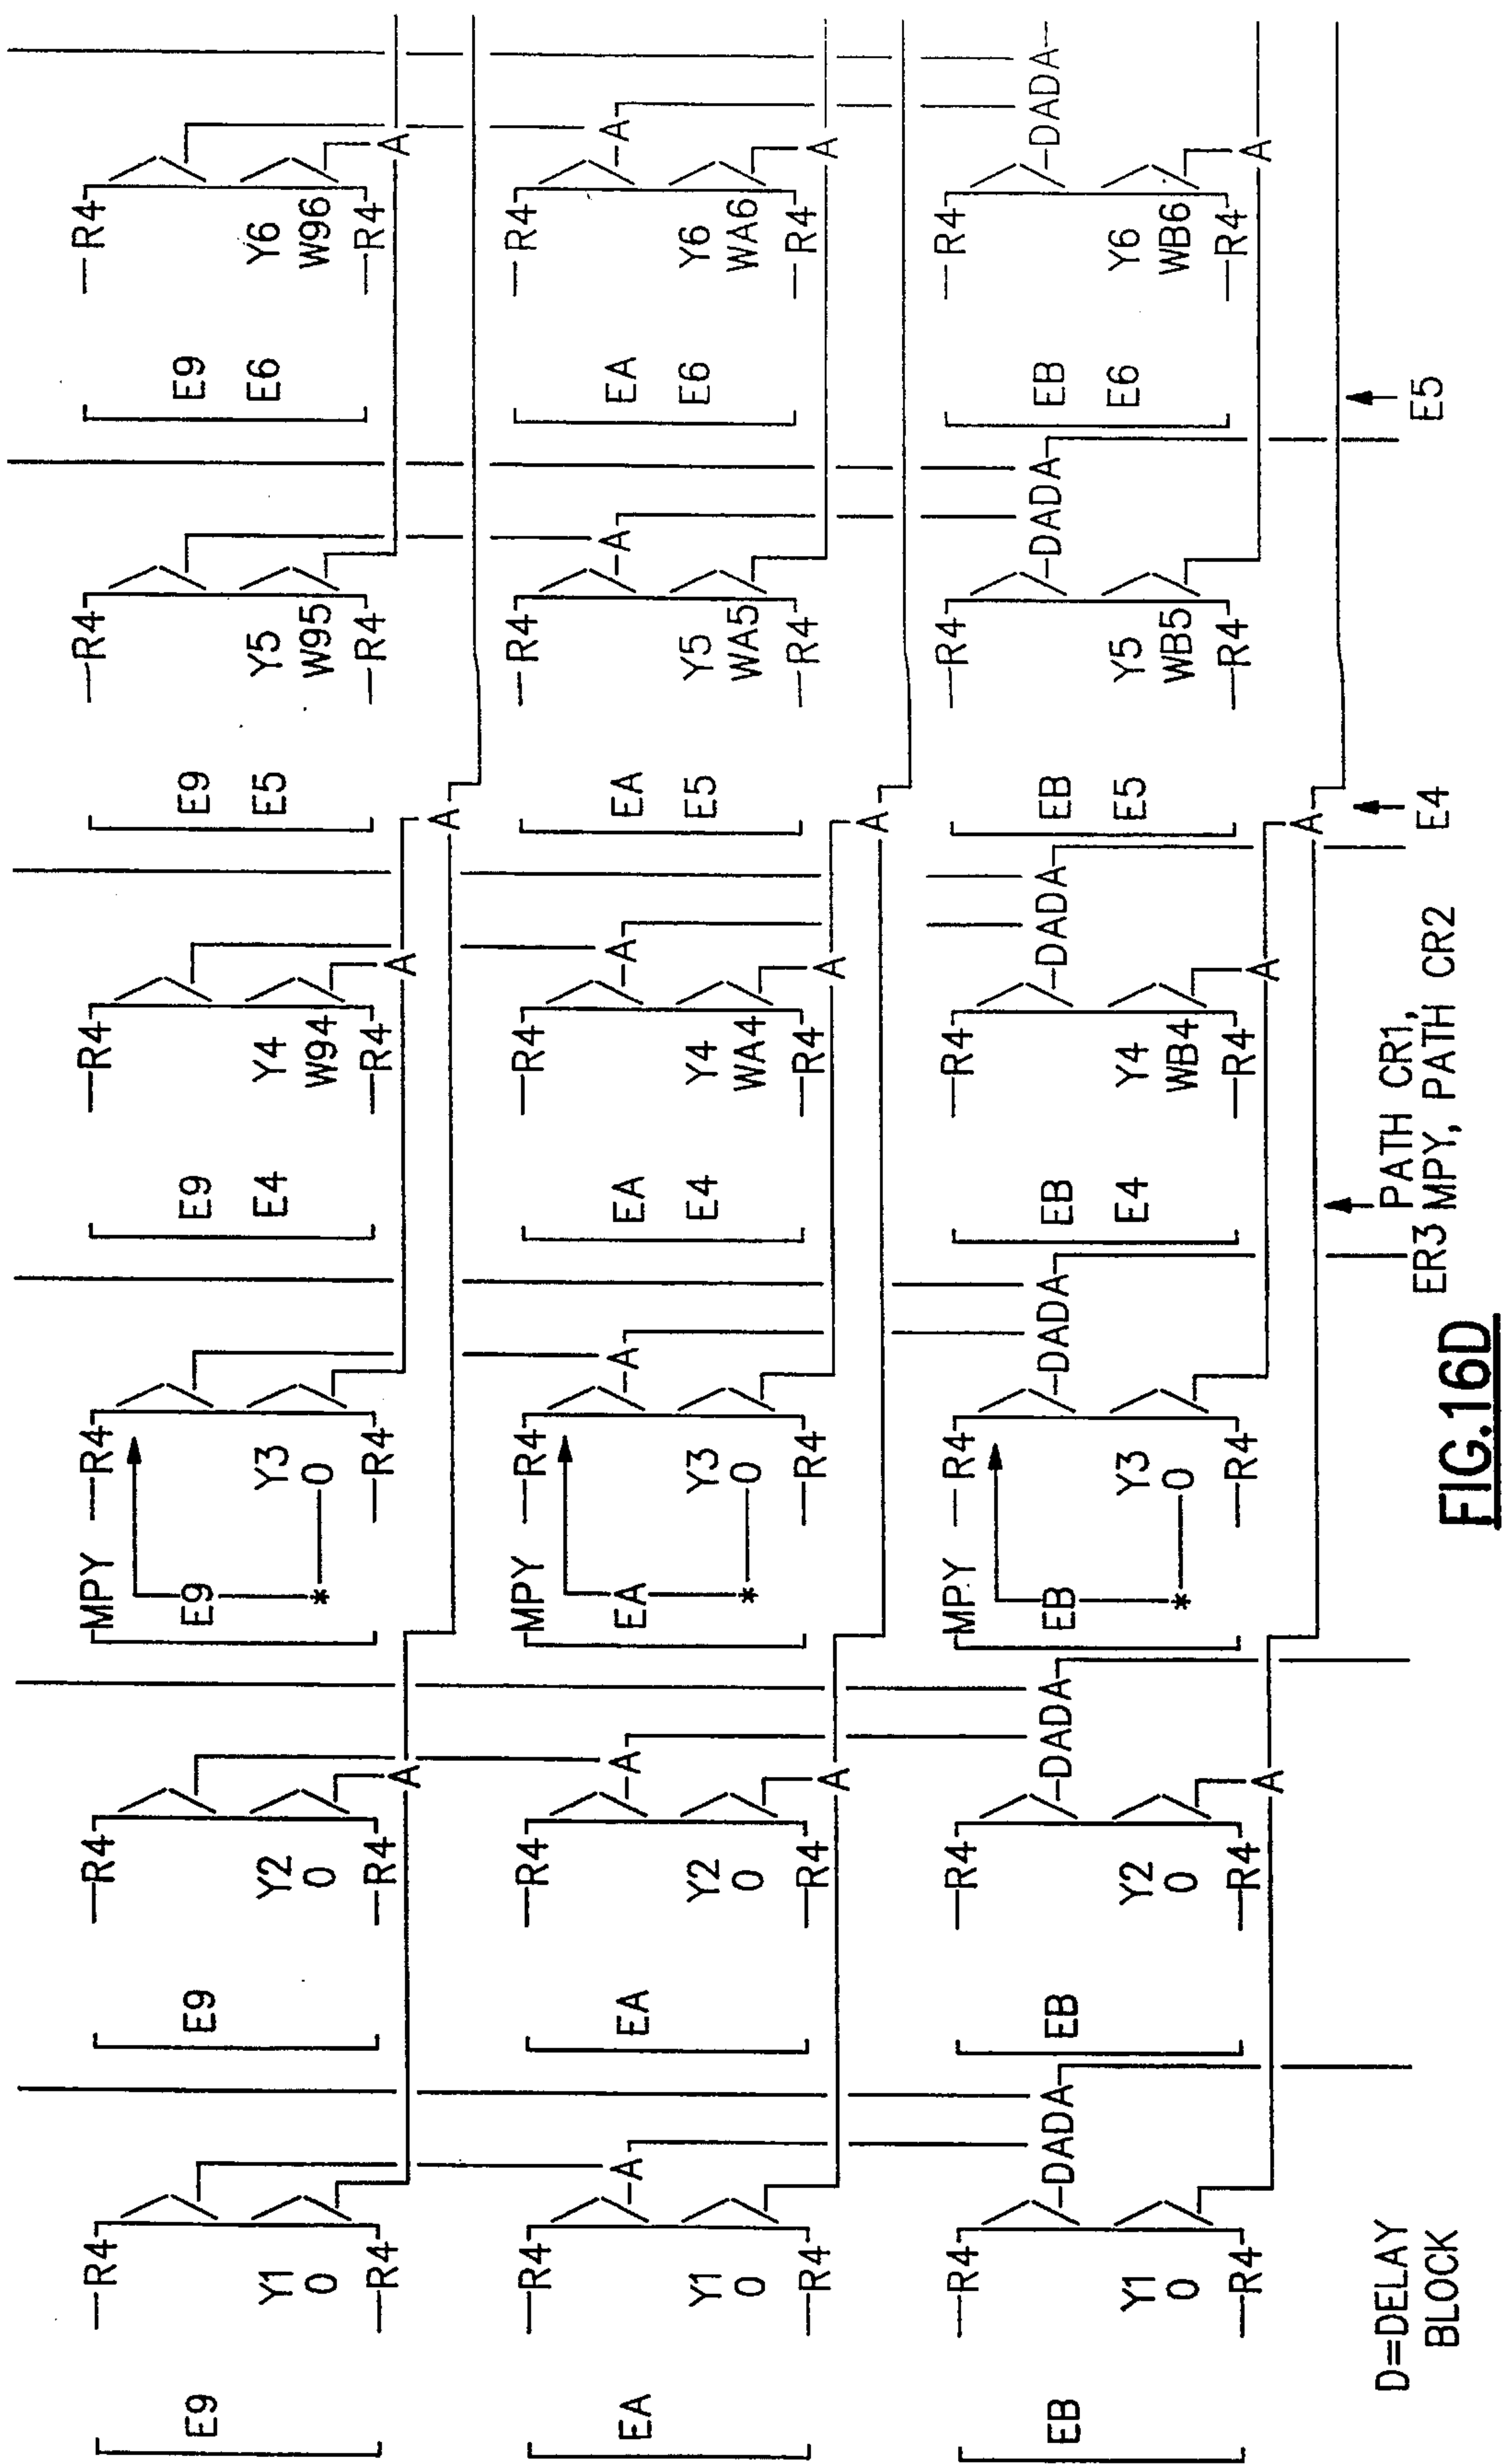 R4 R4 MPY R4 R4 R4 R4
E9 E9 E9 E9 E9 E9
Y1 Y2 Y3 E4 Y4 E5 Y5 E6 Y6
0 0 * 0 W94 W95 W96
R4 R4 R4 R4 R4 R4
A A A
A
R4 R4 MPY R4 R4 R4 R4
EA A EA A EA A EA A EA A EA A
Y1 Y2 Y3 E4 Y4 E5 Y5 E6 Y6
0 0 * 0 WA4 WA5 WA6
R4 R4 R4 R4 R4 R4
A A A
A
R4 R4 MPY R4 R4 R4 R4
EB DADA EB DADA EB DADA EB DADA EB DADA EB DADA
Y1 Y2 Y3 E4 Y4 E5 Y5 E6 Y6
0 0 * 0 WB4 WB5 WB6
R4 R4 R4 R4 R4 R4
A A A
A
D=DELAY
BLOCK
PATH CR1,
ER3 MPY, PATH CR2
E4
E5
FIG.16D